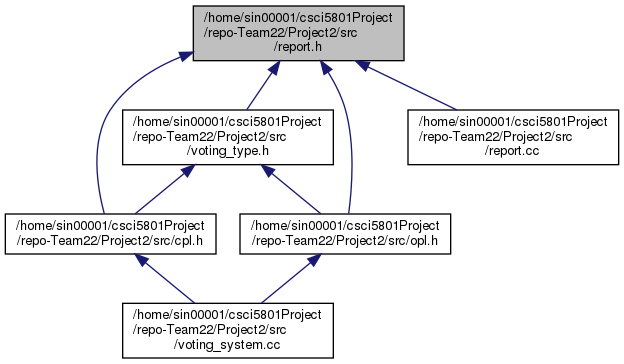 /home/sin00001/csci5801Project
/repo-Team22/Project2/src
/report.h
/home/sin00001/csci5801Project
/repo-Team22/Project2/src
/voting_type.h
/home/sin00001/csci5801Project
/repo-Team22/Project2/src
/report.cc
/home/sin00001/csci5801Project
/repo-Team22/Project2/src/cpl.h
/home/sin00001/csci5801Project
/repo-Team22/Project2/src/opl.h
/home/sin00001/csci5801Project
/repo-Team22/Project2/src
/voting_system.cc